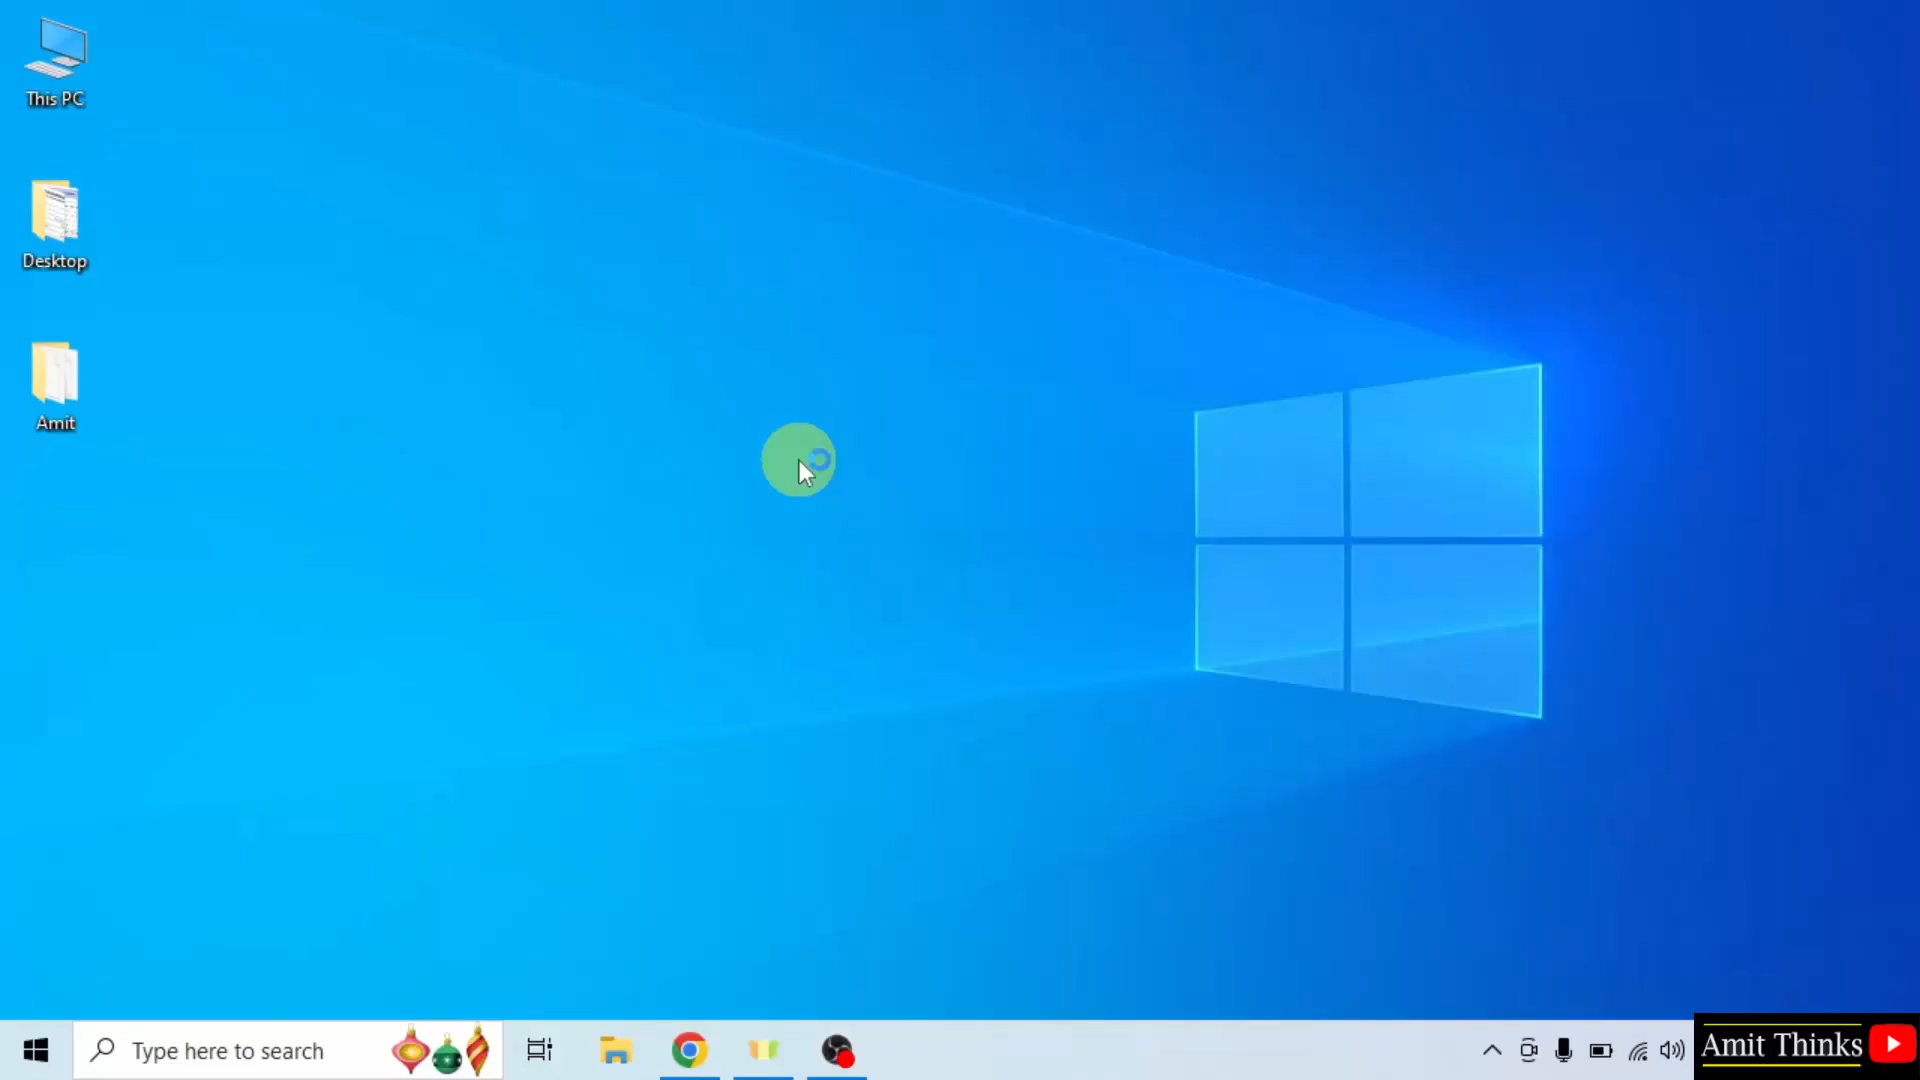 This PC
Desktop
Amit
Type here to search
Amit Thinks